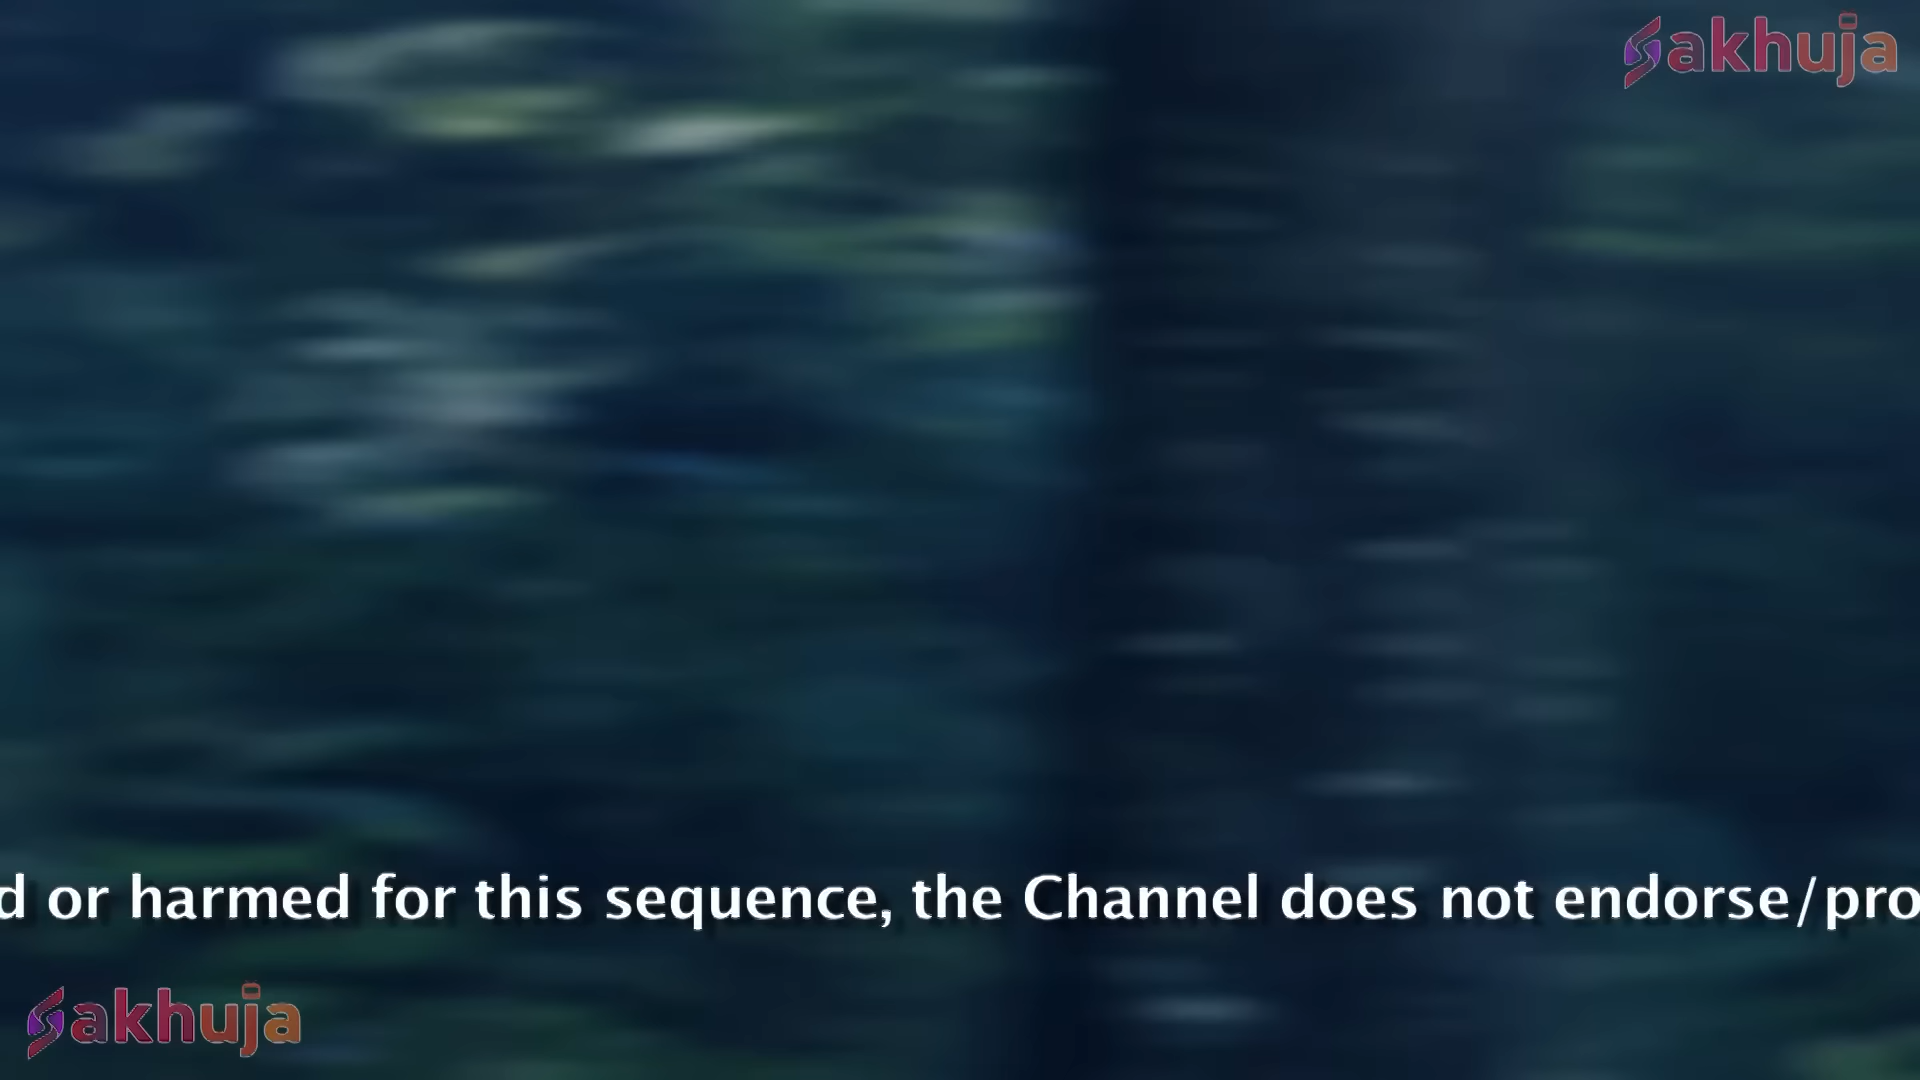 Sakhuja
d or harmed for this sequence, the Channel does not endorse/pro
Sakhuja